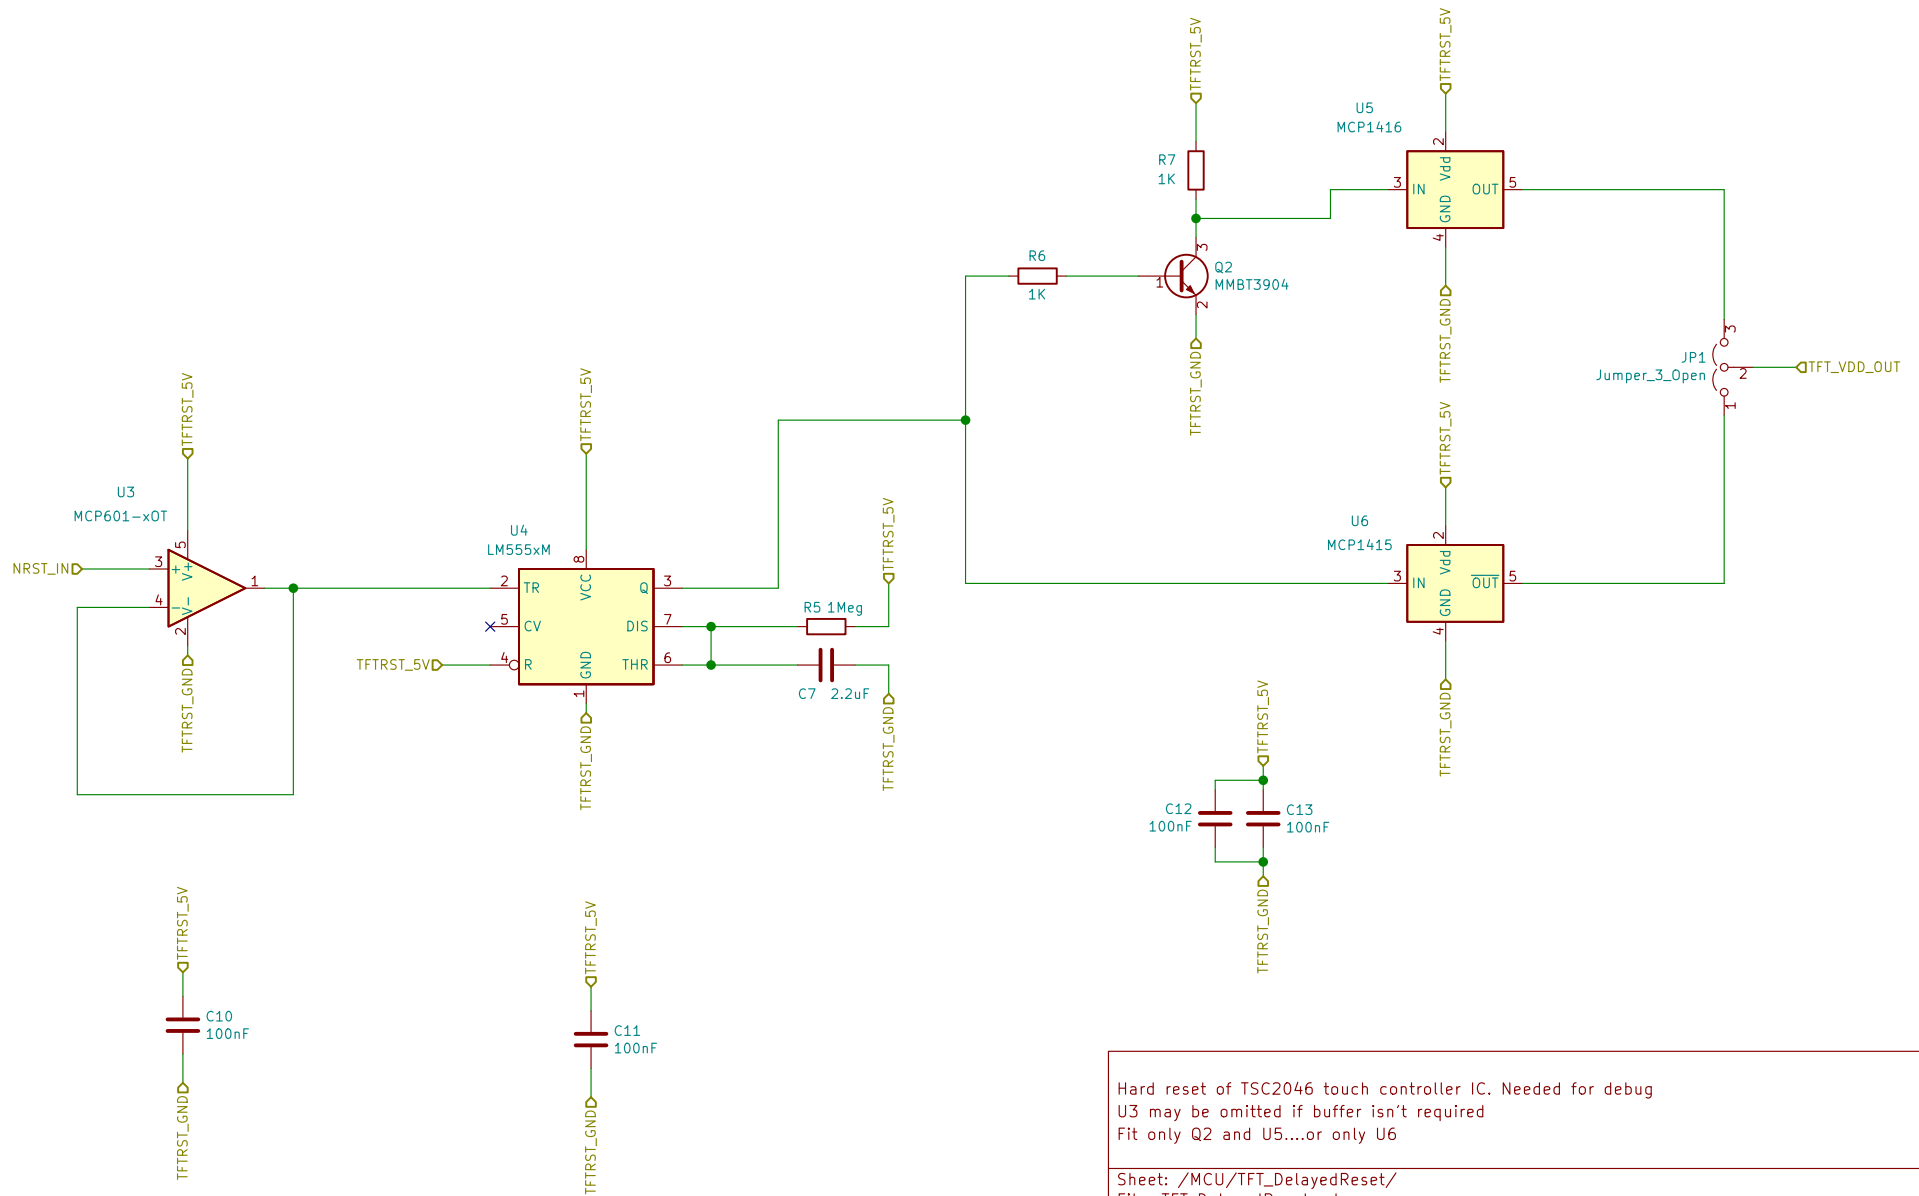 TFTRST_5V
TFTRST_5V
U5
MCP1416
2
R7
1K
Vdd
3
IN
OUT
5
GND
4
3
R6
1K
1
Q2
MMBT3904
2
TFTRST_GND
TFTRST_GND
3
JP1
Jumper_3_Open
2
TFT_VDD_OUT
1
TFTRST_5V
TFTRST_5V
TFTRST_5V
U3
MCP601-xOT
5
NRST_IN
3
+
V+
1
4
-
V-
2
TFTRST_GND
U4
LM555xM
8
VCC
2
TR
Q
3
5
CV
DIS
7
TFTRST_5V
4
R
THR
6
GND
1
TFTRST_GND
TFTRST_5V
R5 1Meg
C7 2.2uF
TFTRST_GND
U6
MCP1415
2
Vdd
3
IN
OUT
5
GND
4
TFTRST_GND
TFTRST_5V
C12
100nF
C13
100nF
TFTRST_GND
TFTRST_5V
C10
100nF
TFTRST_GND
TFTRST_5V
C11
100nF
TFTRST_GND
Hard reset of TSC2046 touch controller IC. Needed for debug
U3 may be omitted if buffer isn't required
Fit only Q2 and U5....or only U6
Sheet: /MCU/TFT_DelayedReset/